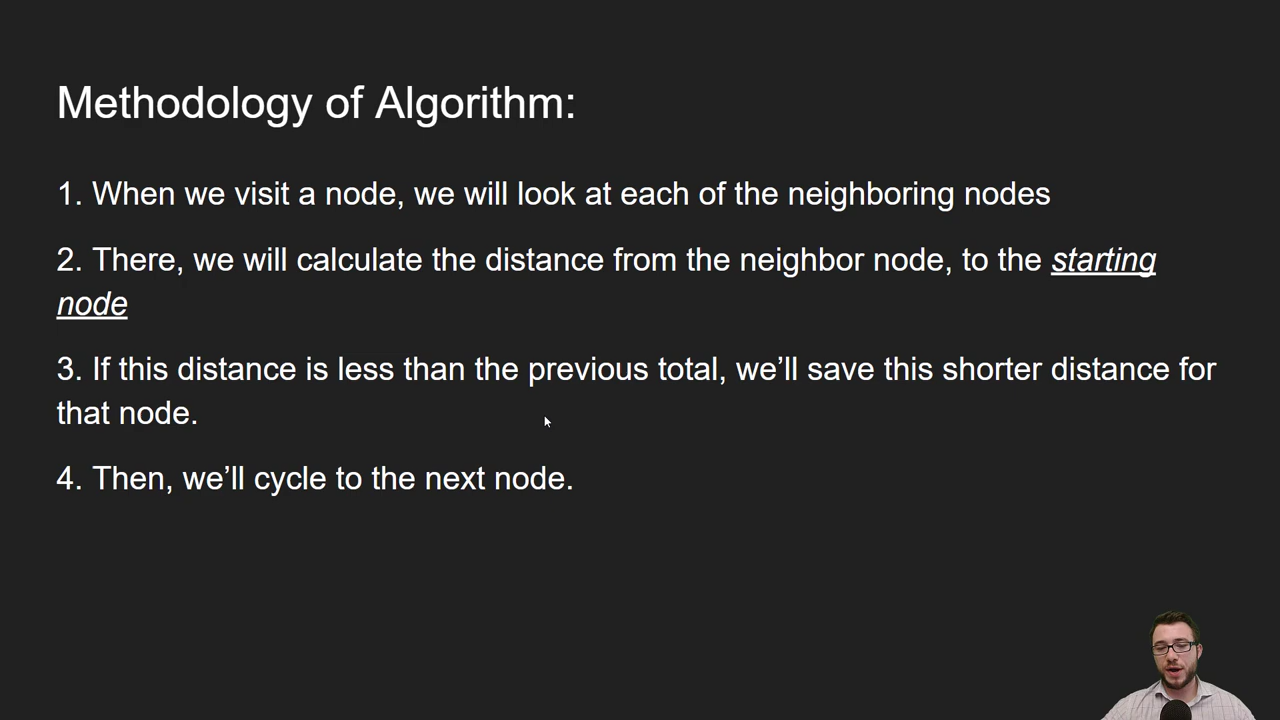 Methodology of Algorithm:
1. When we visit a node, we will look at each of the neighboring nodes
2. There, we will calculate the distance from the neighbor node, to the starting
node
3. If this distance is less than the previous total, we’ll save this shorter distance for
that node.
4. Then, we’ll cycle to the next node.